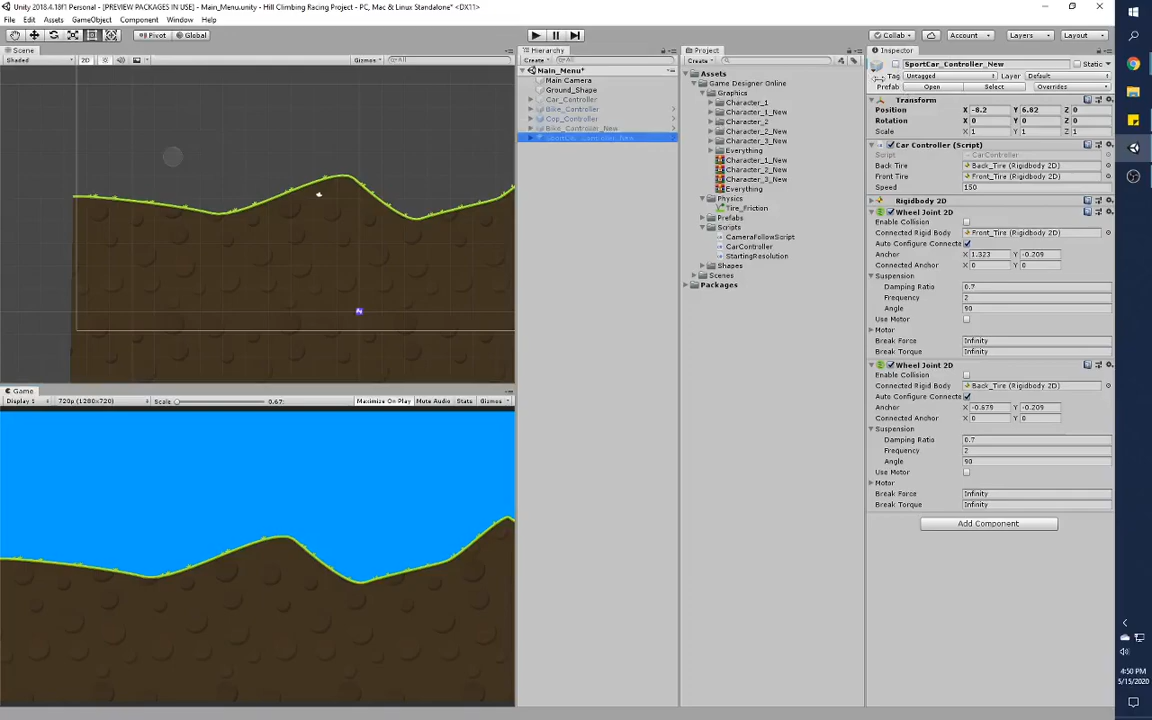 Unity 2018.4.18f1 Personal - [PREVIEW PACKAGES IN USE] - Main_Menu.unity - Hill Climbing Racing Project - PC, Mac & Linux Standalone* <DX11>
File Edit Assets GameObject Component Window Help
Pivot Global Collab Account Layers Layout
Scene
Shaded 2D Gizmos All
Hierarchy
Create All
Main_Menu*
Main Camera
Ground_Shape
Car_Controller
Bike_Controller
Cop_Controller
Bike_Controller_New
SportCar_Controller_New
Project
Create
Assets
Game Designer Online
Graphics
Character_1
Character_1_New
Character_2
Character_2_New
Character_3_New
Everything
Character_1_New
Character_2_New
Character_3_New
Everything
Physics
Tire_friction
Prefabs
Scripts
CameraFollowScript
CarController
StartingResolution
Shapes
Scenes
Packages
Inspector
SportCar_Controller_New Static
Tag Untagged Layer Default
Prefab Open Select Overrides
Transform
Position X -8.2 Y 6.82 Z 0
Rotation X 0 Y 0 Z 0
Scale X 1 Y 1 Z 1
Car Controller (Script)
Script CarController
Back Tire Back_Tire (Rigidbody 2D)
Front Tire Front_Tire (Rigidbody 2D)
Speed 150
Rigidbody 2D
Wheel Joint 2D
Enable Collision
Connected Rigid Body Front_Tire (Rigidbody 2D)
Auto Configure Connecte
Anchor X 1.323 Y -0.209
Connected Anchor X 0 Y 0
Suspension
Damping Ratio 0.7
Frequency 2
Angle 90
Use Motor
Motor
Break Force Infinity
Break Torque Infinity
Wheel Joint 2D
Enable Collision
Connected Rigid Body Back_Tire (Rigidbody 2D)
Auto Configure Connecte
Anchor X -0.679 Y -0.209
Connected Anchor X 0 Y 0
Suspension
Damping Ratio 0.7
Frequency 2
Angle 90
Use Motor
Motor
Break Force Infinity
Break Torque Infinity
Add Component
Game
Display 1 720p (1280x720) Scale 0.67: Maximize On Play Mute Audio Stats Gizmos
4:50 PM
5/15/2020